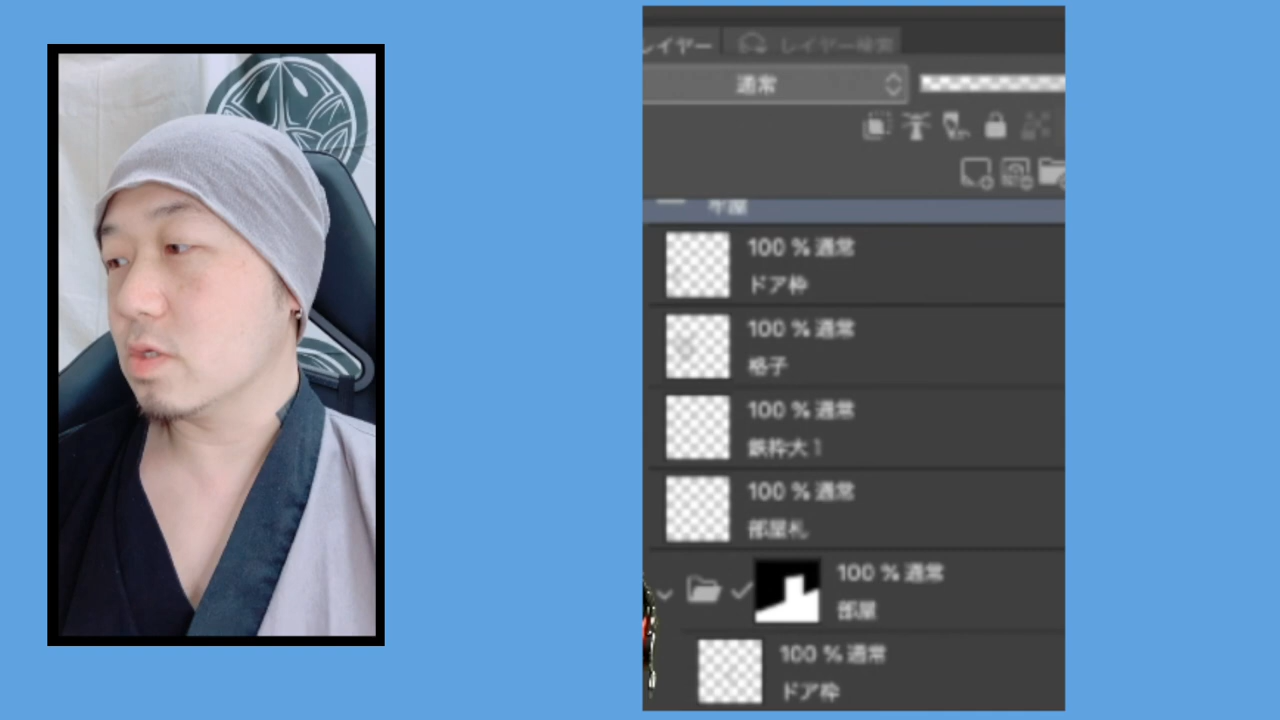 レイヤー
レイヤー検索
通常
牢屋
100 % 通常
ドア枠
100 % 通常
格子
100 % 通常
鉄枠大 1
100 % 通常
部屋札
100 % 通常
部屋
100 % 通常
ドア枠